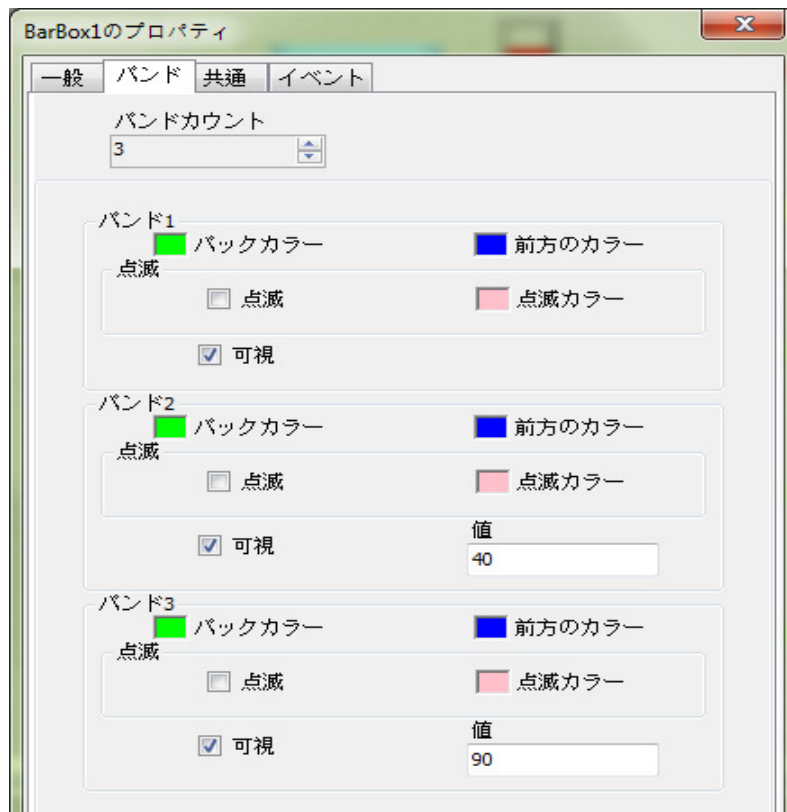 BarBox1のプロパティ
一般 バンド 共通 イベント
バンドカウント
3
バンド1
バックカラー 前方のカラー
点滅
点滅 点滅カラー
可視
バンド2
バックカラー 前方のカラー
点滅
点滅 点滅カラー
可視 値
40
バンド3
バックカラー 前方のカラー
点滅
点滅 点滅カラー
可視 値
90